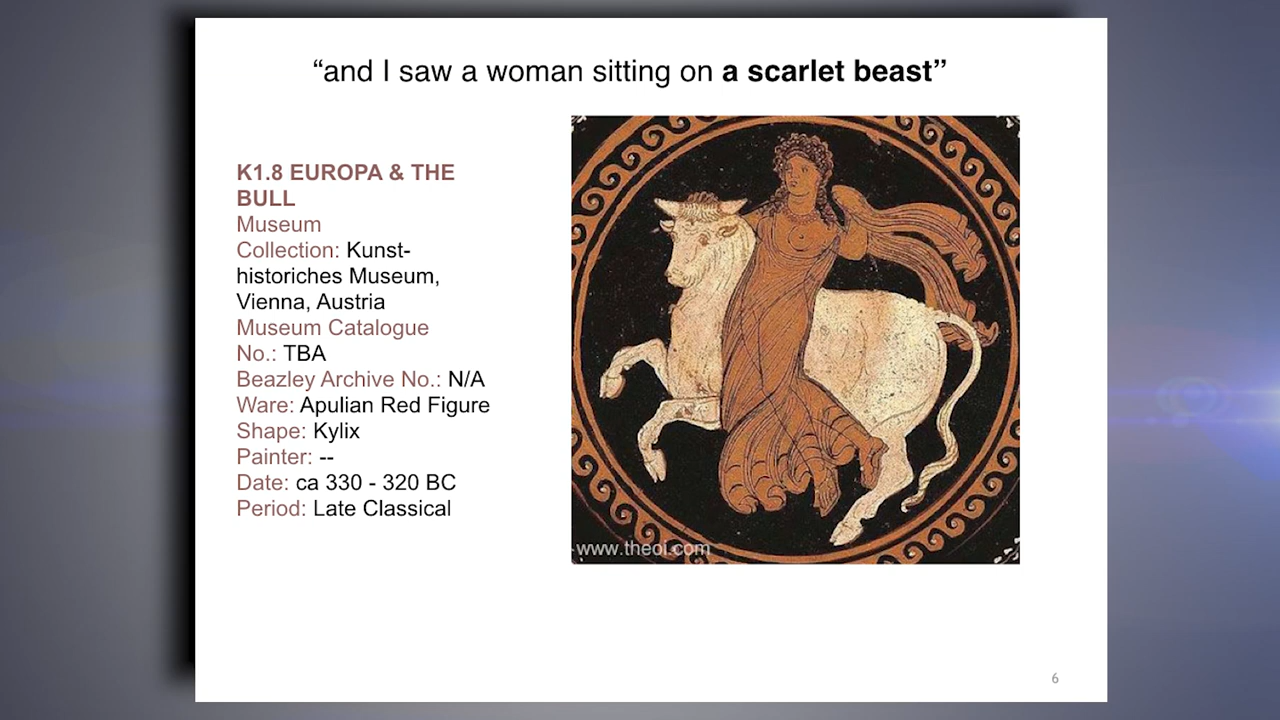 “and I saw a woman sitting on a scarlet beast”
K1.8 EUROPA & THE
BULL
Museum
Collection: Kunst-
historiches Museum,
Vienna, Austria
Museum Catalogue
No.: TBA
Beazley Archive No.: N/A
Ware: Apulian Red Figure
Shape: Kylix
Painter: --
Date: ca 330 - 320 BC
Period: Late Classical
www.theoi.com
6